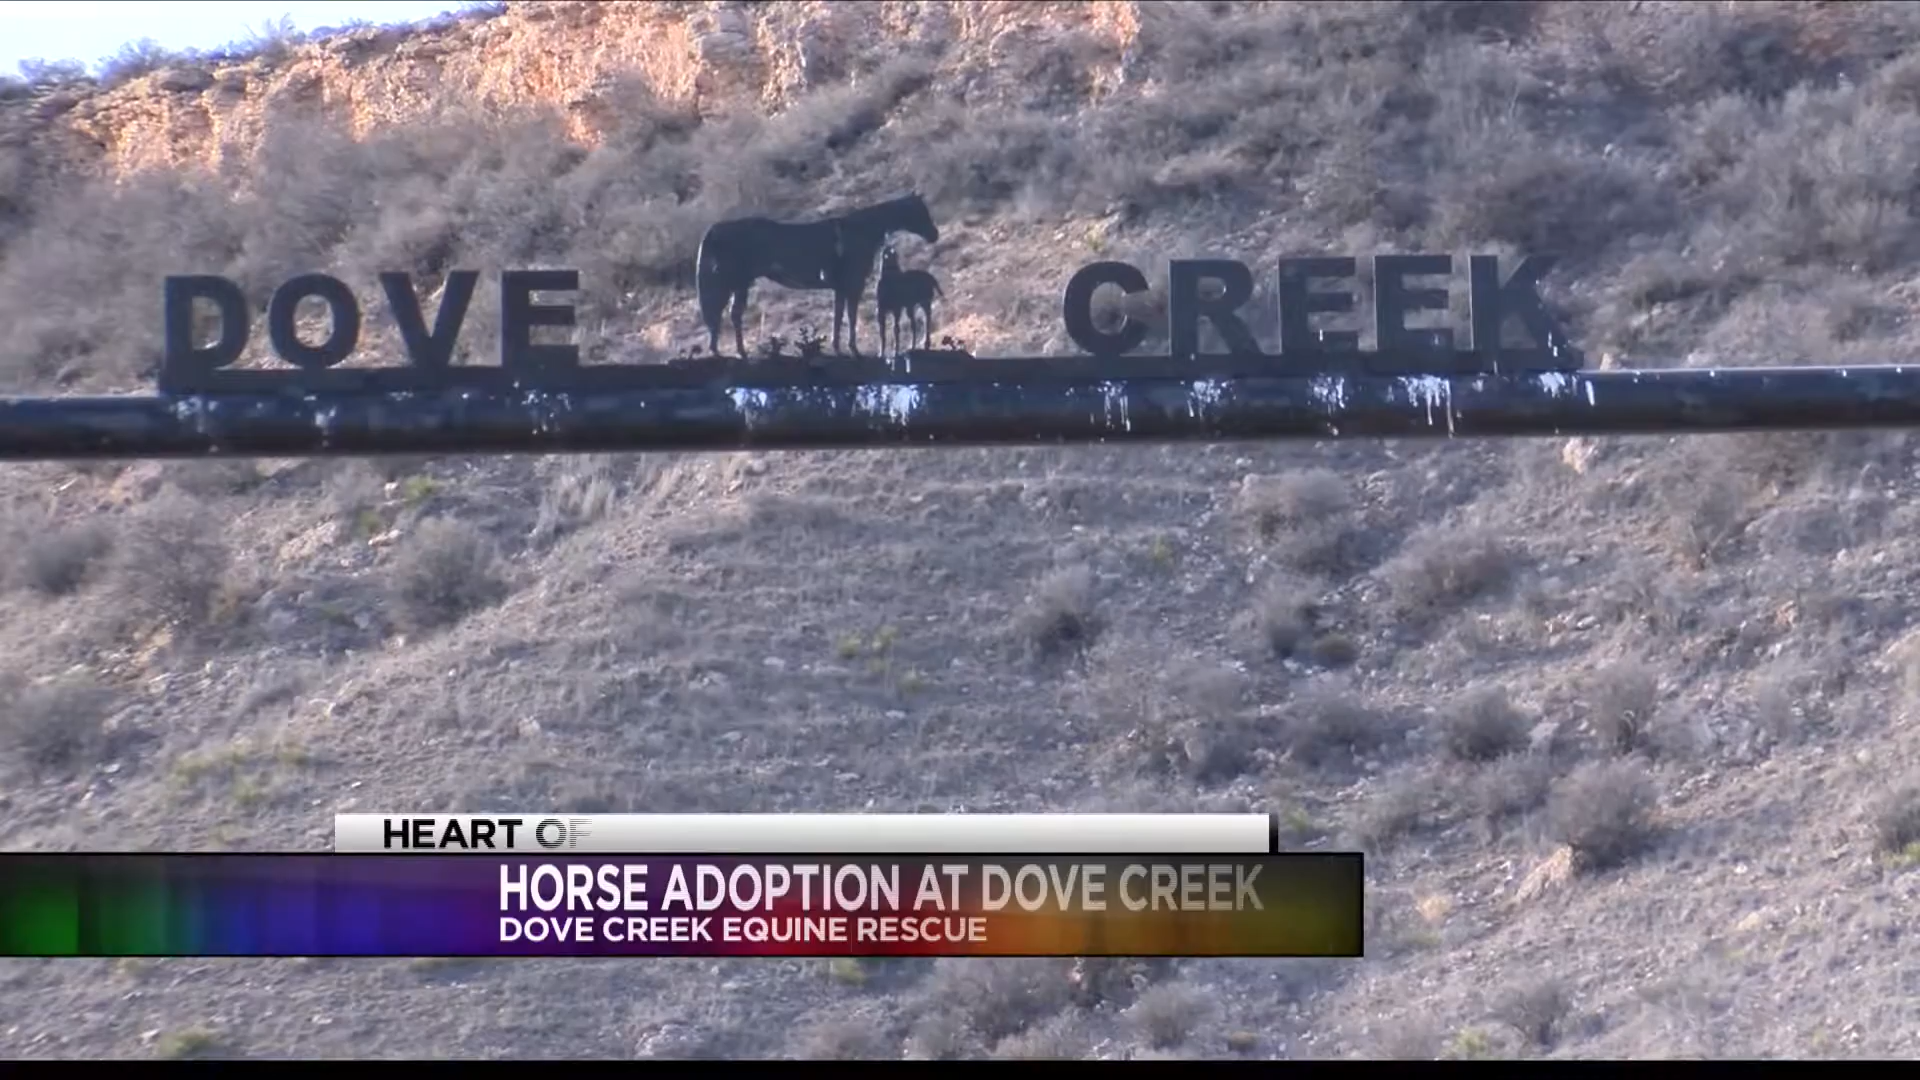 DOVE CREEK
HEART OF
HORSE ADOPTION AT DOVE CREEK
DOVE CREEK EQUINE RESCUE